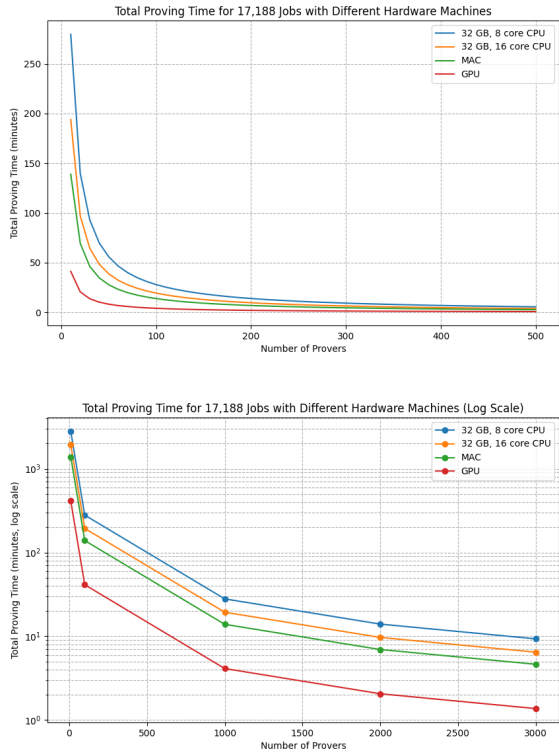 Total Proving Time for 17,188 Jobs with Different Hardware Machines
32 GB, 8 core CPU
32 GB, 16 core CPU
MAC
GPU
Total Proving Time (minutes)
250
200
150
100
50
0
0 100 200 300 400 500
Number of Provers
Total Proving Time for 17,188 Jobs with Different Hardware Machines (Log Scale)
32 GB, 8 core CPU
32 GB, 16 core CPU
MAC
GPU
Total Proving Time (minutes, log scale)
10³
10²
10¹
10⁰
0 500 1000 1500 2000 2500 3000
Number of Provers